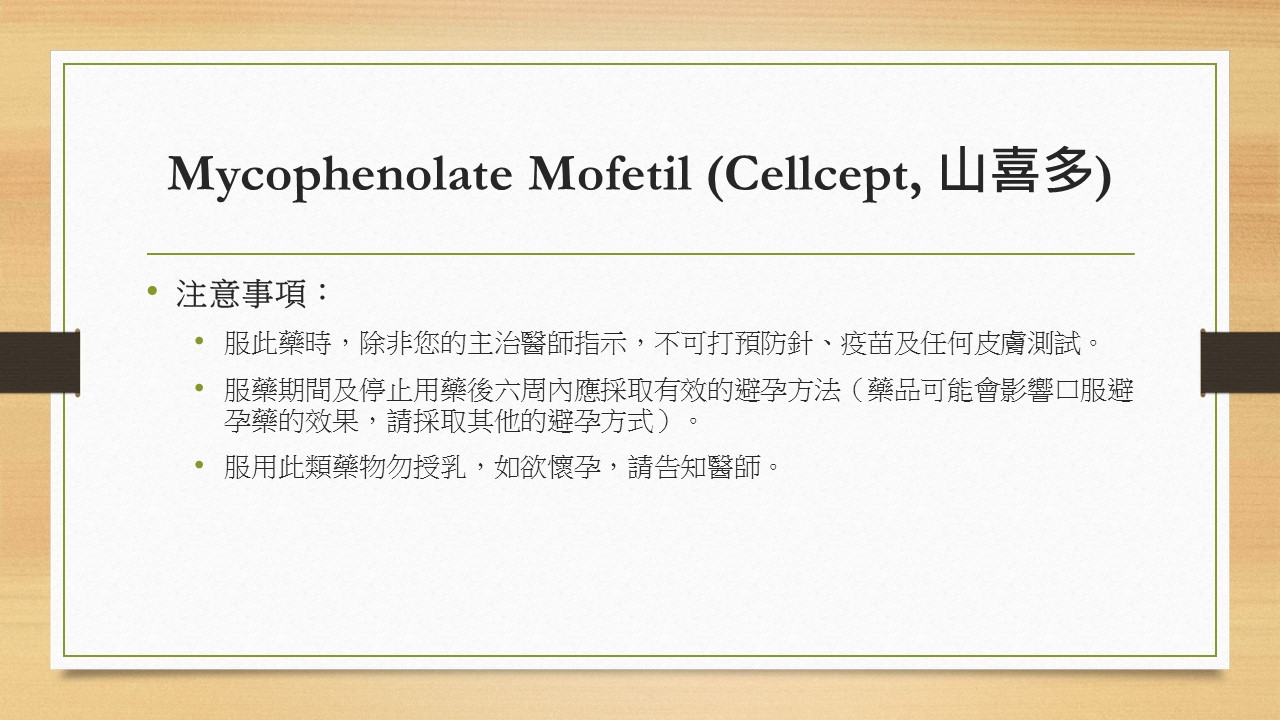 Mycophenolate Mofetil (Cellcept, 山喜多)
• 注意事項：
• 服此藥時，除非您的主治醫師指示，不可打預防針、疫苗及任何皮膚測試。
• 服藥期間及停止用藥後六周內應採取有效的避孕方法（藥品可能會影響口服避
孕藥的效果，請採取其他的避孕方式）。
• 服用此類藥物勿授乳，如欲懷孕，請告知醫師。